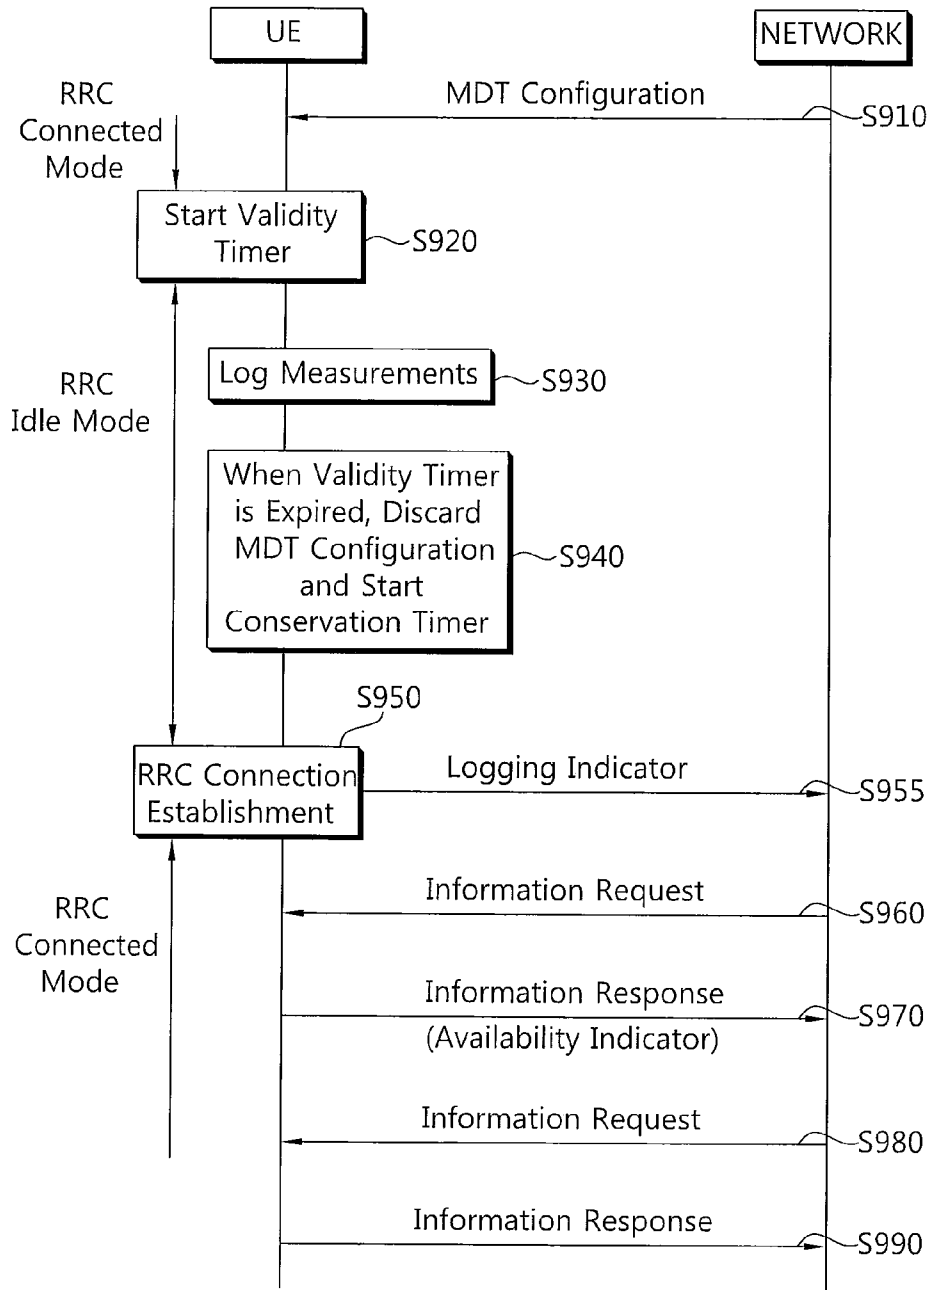 UE
NETWORK
MDT Configuration
S910
RRC
Connected
Mode
Start Validity
Timer
S920
Log Measurements
S930
RRC
Idle Mode
When Validity Timer
is Expired, Discard
MDT Configuration
and Start
Conservation Timer
S940
S950
RRC Connection
Establishment
Logging Indicator
S955
Information Request
S960
RRC
Connected
Mode
Information Response
(Availability Indicator)
S970
Information Request
S980
Information Response
S990